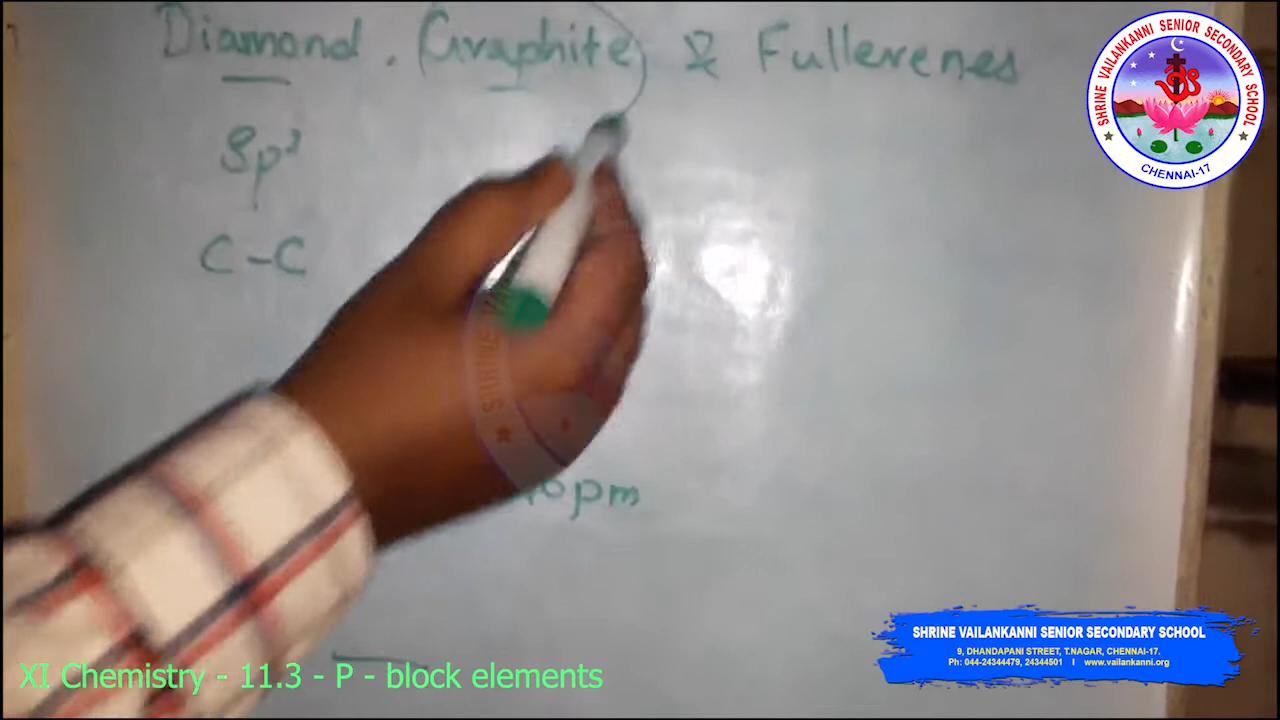 Diamond, (Graphite) & Fullerenes
Sp³
C-C
pm
SHRINE VAILANKANNI SENIOR SECONDARY SCHOOL
CHENNAI-17
SHRINE VAILANKANNI SENIOR SECONDARY SCHOOL
9, DHANDAPANI STREET, T.NAGAR, CHENNAI-17.
Ph: 044-24344479, 24344501 I www.vailankanni.org
XI Chemistry - 11.3 - P - block elements